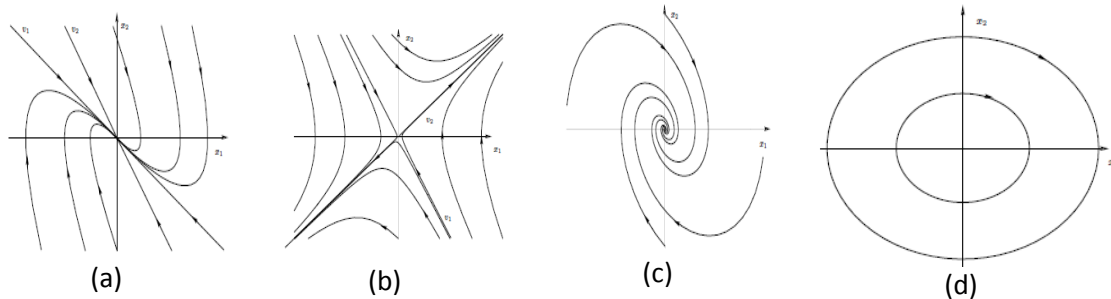 v₁ v₂ x₂
x₁
(a)
x₂
v₂
x₁
v₁
(b)
x₂
x₁
(c)
x₂
(d)